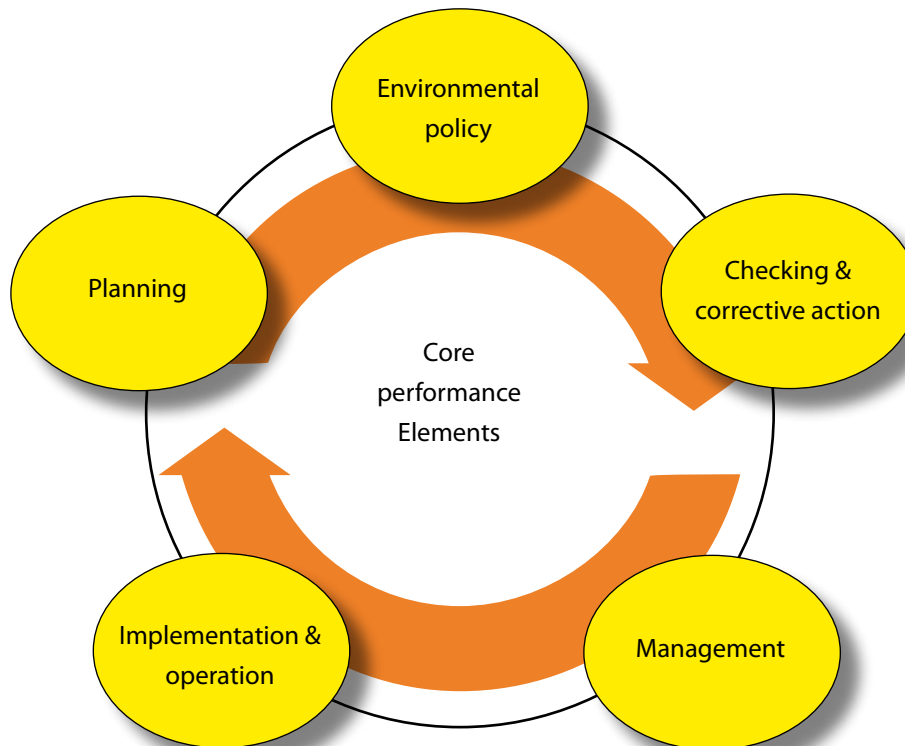 Environmental
policy
Planning
Checking &
corrective action
Core
performance
Elements
Implementation &
operation
Management